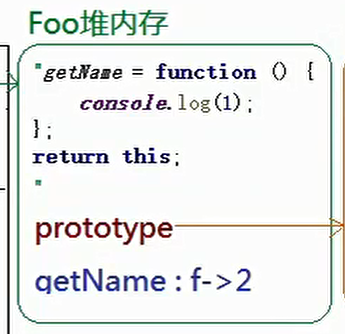 Foo堆内存
"getName = function () {
console.log(1);
};
return this;
"
prototype
getName : f->2